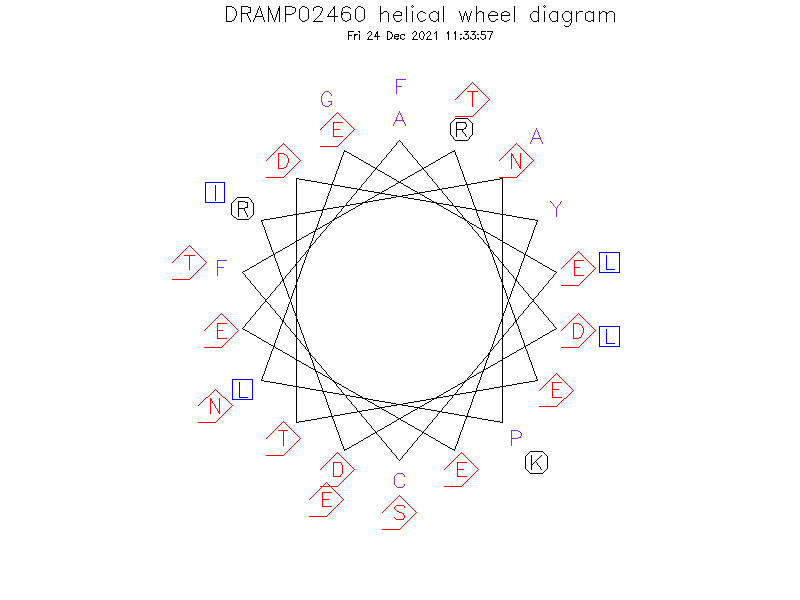 DRAMP02460 helical wheel diagram
Fri 24 Dec 2021 11:33:57
F
G T
A
E R
A
D N
I
R Y
T F E L
E D L
L E
N
T P
D C E K
E S